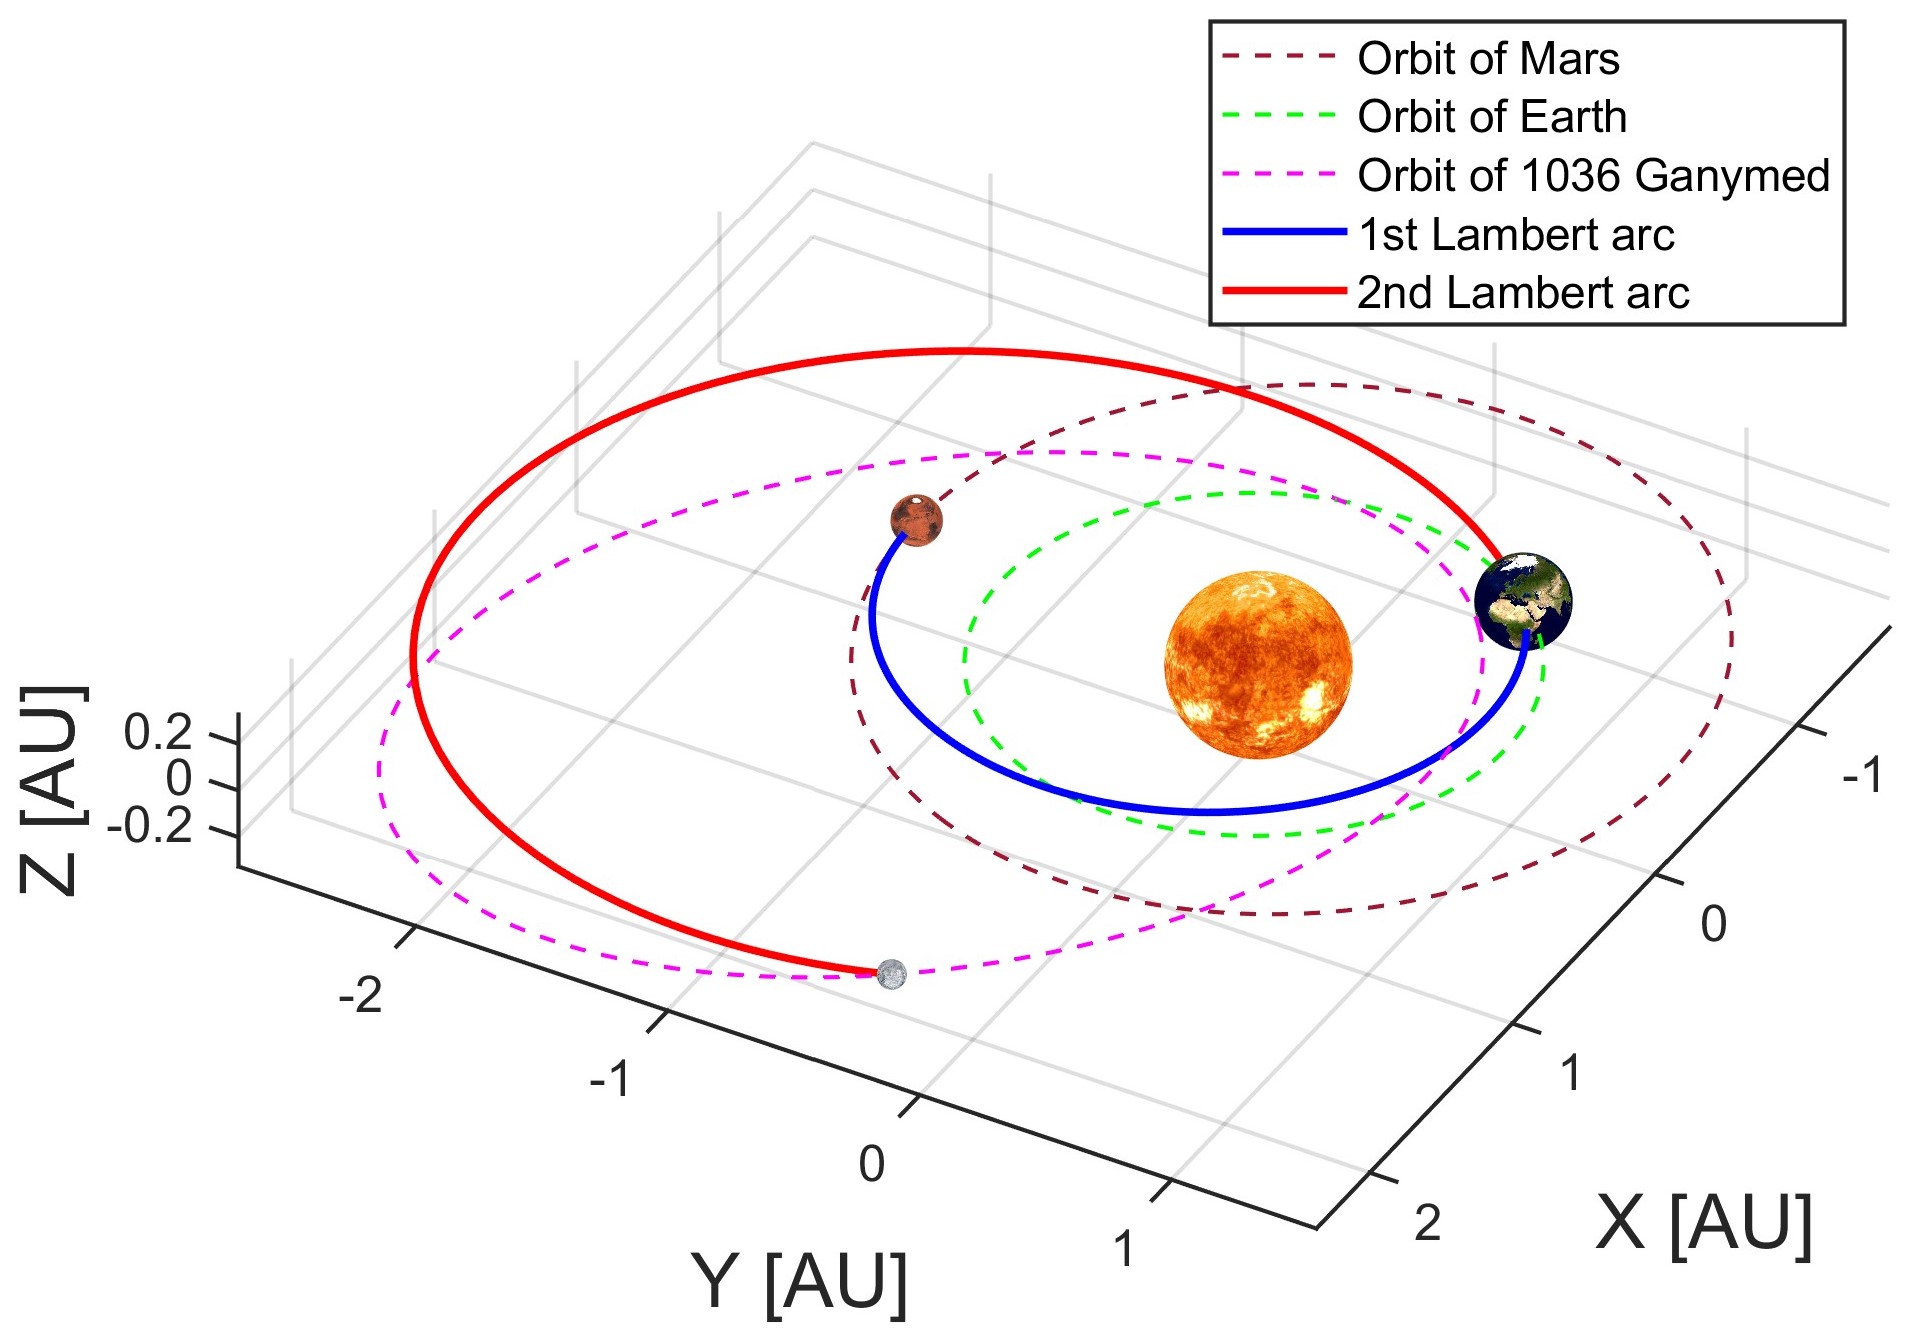 Orbit of Mars
Orbit of Earth
Orbit of 1036 Ganymed
1st Lambert arc
2nd Lambert arc
Z [AU]
0.2
0
-0.2
-2
-1
0
1
Y [AU]
-1
0
1
2
X [AU]